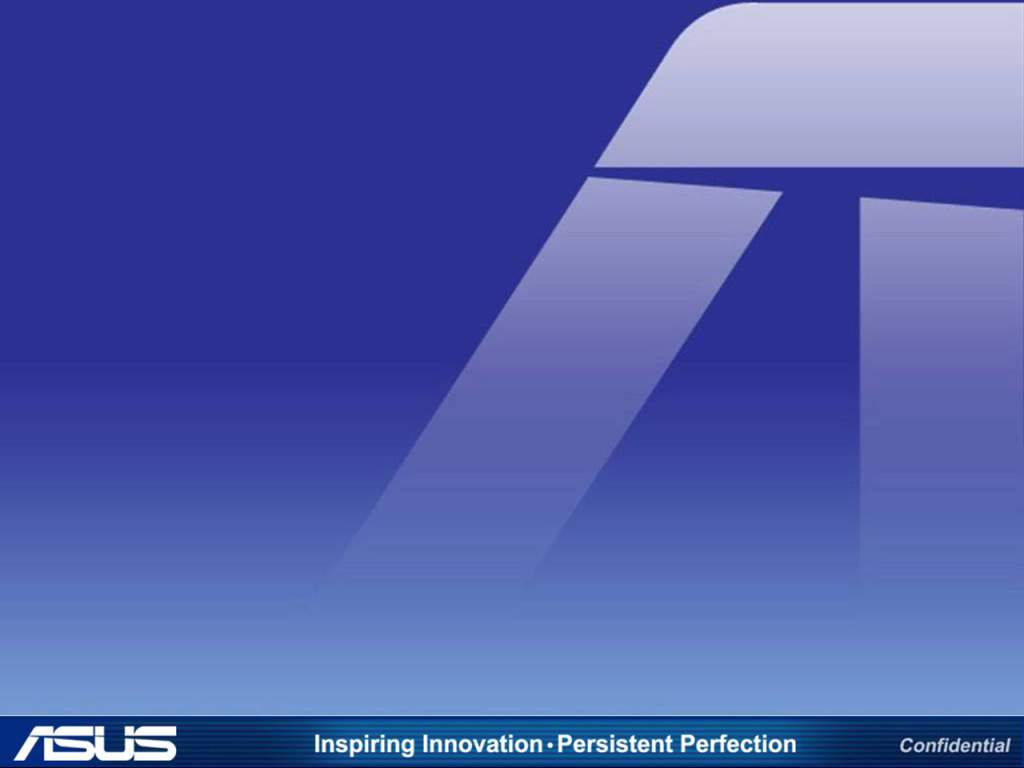 ASUS
Inspiring Innovation • Persistent Perfection
Confidential